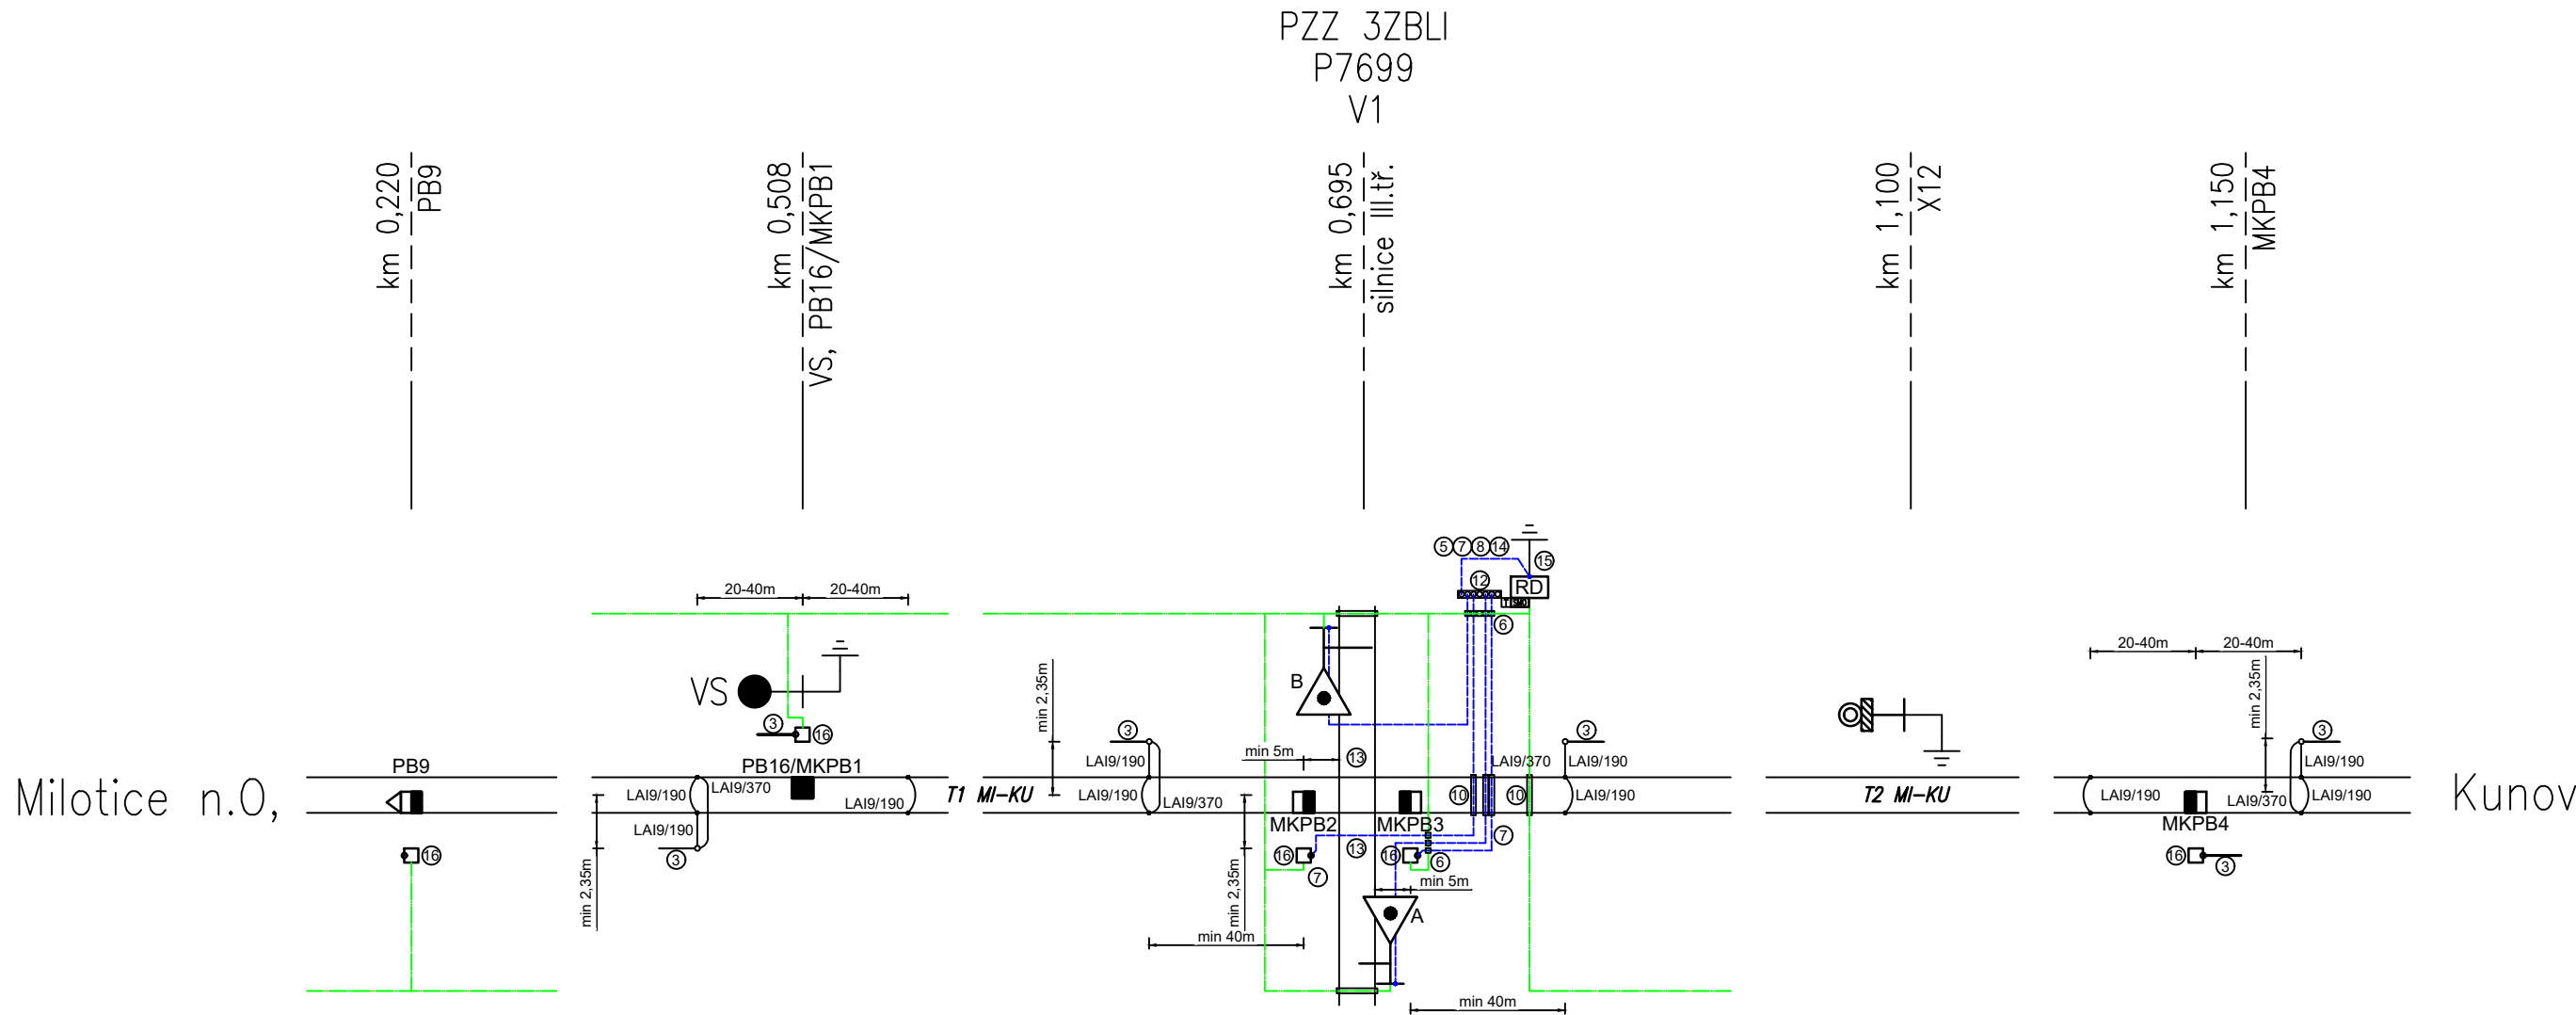 PZZ 3ZBLI
P7699
V1
km 0,220
PB9
km 0,508
VS, PB16/MKPB1
km 0,695
silnice III.tř.
km 1,100
X12
km 1,150
MKPB4
5 7 8 14
15
12
RD
6
20-40m
20-40m
20-40m
20-40m
min 2,35m
min 2,35m
B
VS
3
16
3
3
3
min 5m
13
PB9
PB16/MKPB1
LAI9/190
LAI9/370
LAI9/190
LAI9/190
Milotice n.O,
LAI9/190
LAI9/370
LAI9/190
T1 MI-KU
LAI9/190
LAI9/370
10
10
LAI9/190
T2 MI-KU
LAI9/190
LAI9/370
LAI9/190
Kunov
MKPB2
MKPB3
MKPB4
LAI9/190
3
16
16
13
16
6
7
16
3
7
min 2,35m
min 2,35m
min 5m
A
min 40m
min 40m